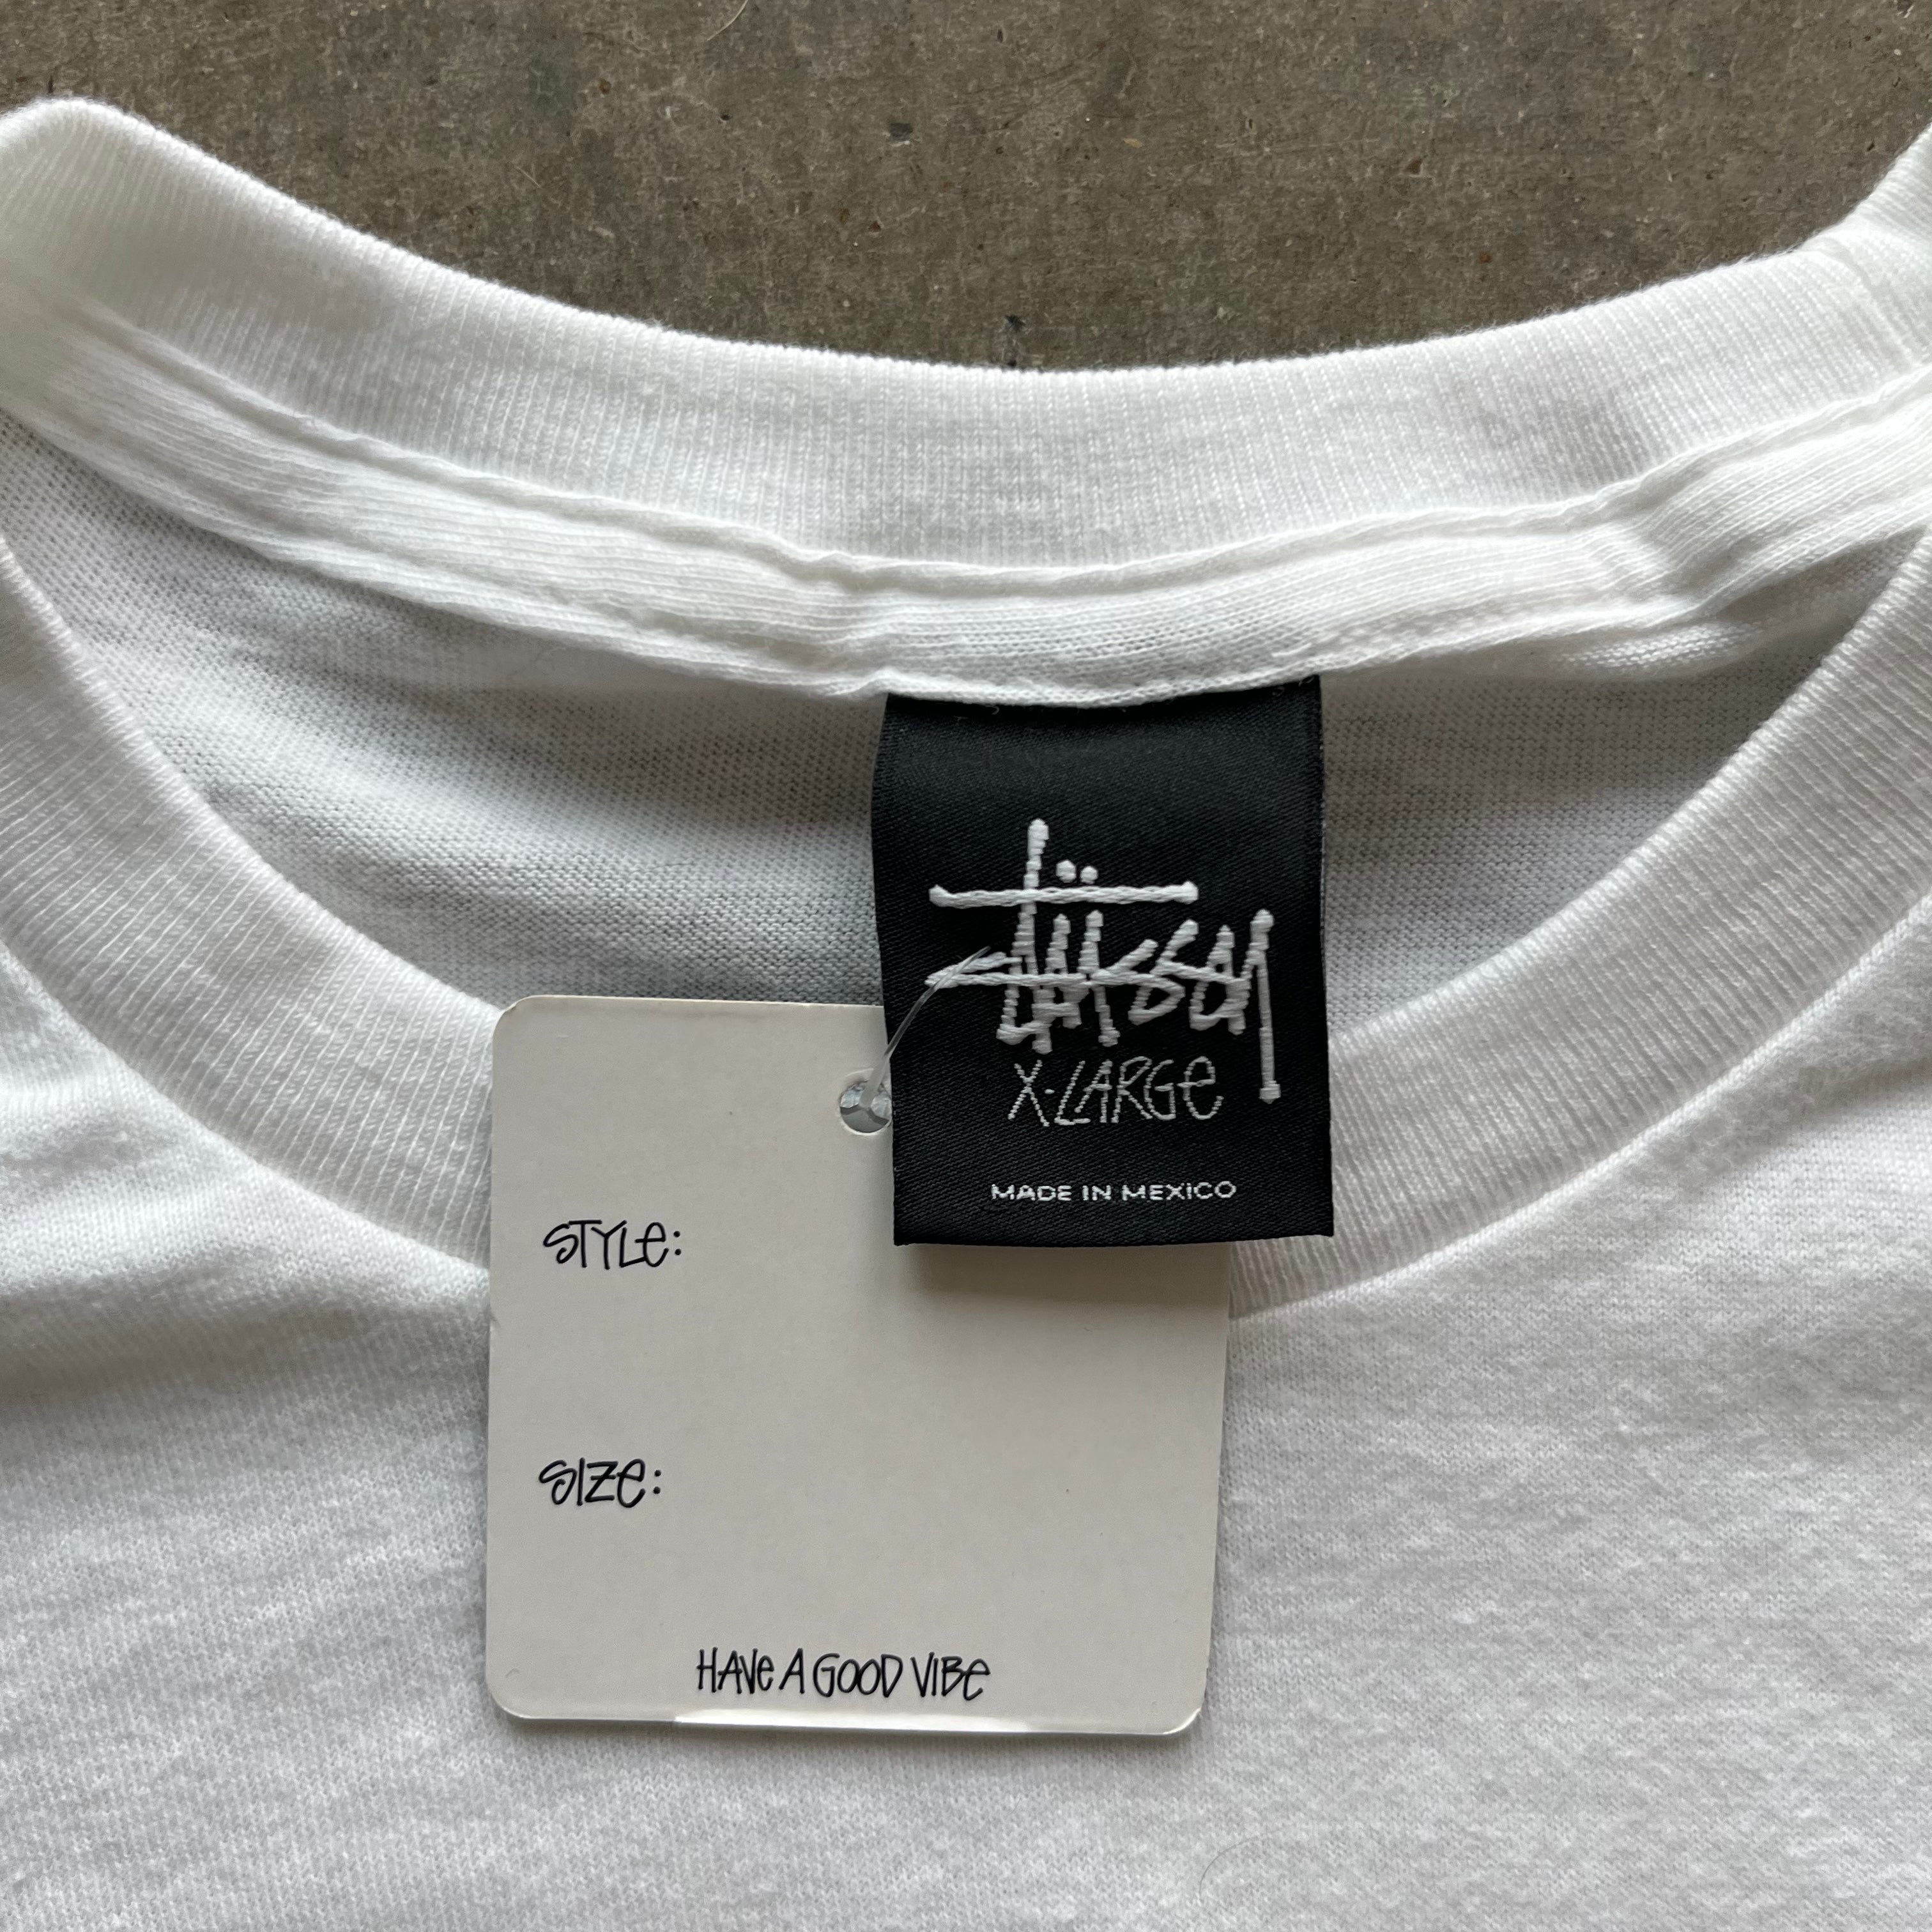 Stüssy
X-LARGe
MADE IN MEXICO
STYLe:
SIZe:
HAVe A GOOD VIBe